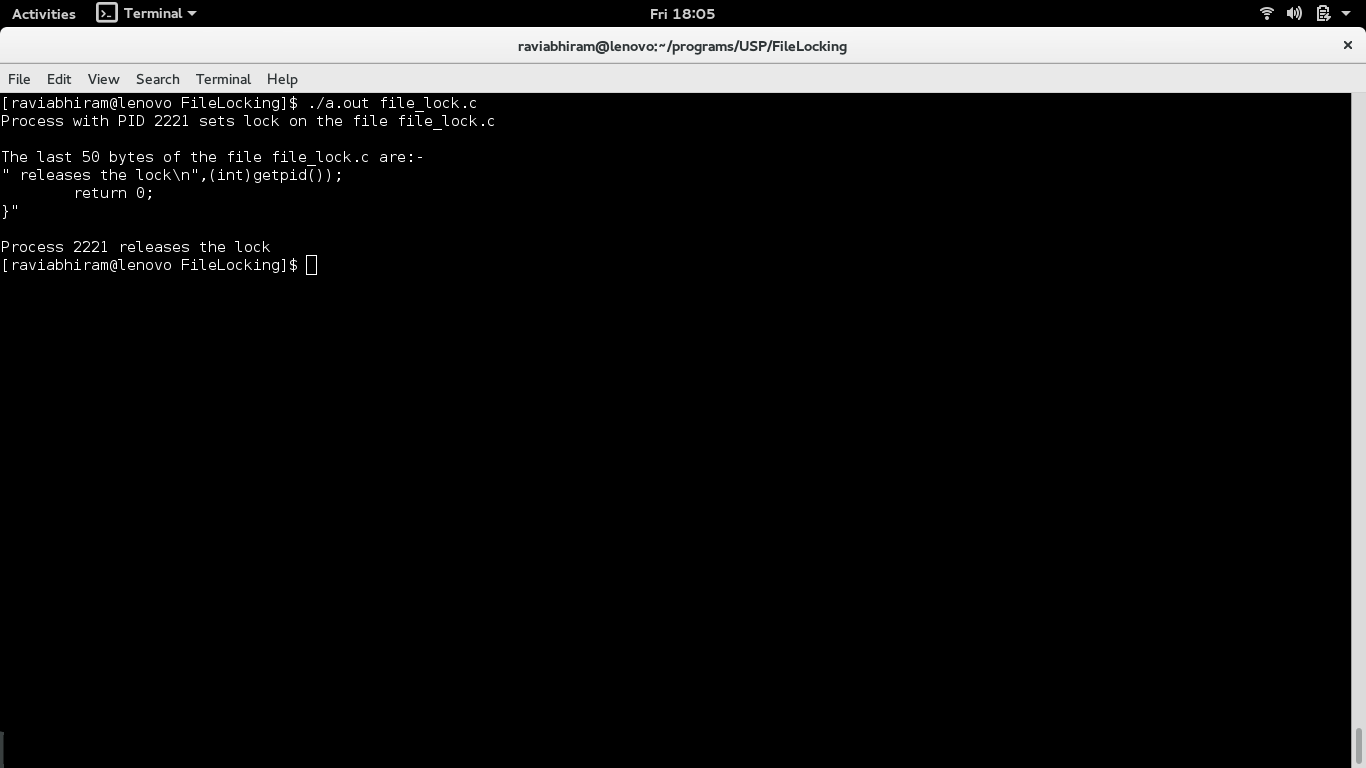 Activities Terminal Fri 18:05
raviabhiram@lenovo:~/programs/USP/FileLocking ×
File Edit View Search Terminal Help
[raviabhiram@lenovo FileLocking]$ ./a.out file_lock.c
Process with PID 2221 sets lock on the file file_lock.c
The last 50 bytes of the file file_lock.c are:-
" releases the lock\n",(int)getpid());
        return 0;
}"
Process 2221 releases the lock
[raviabhiram@lenovo FileLocking]$